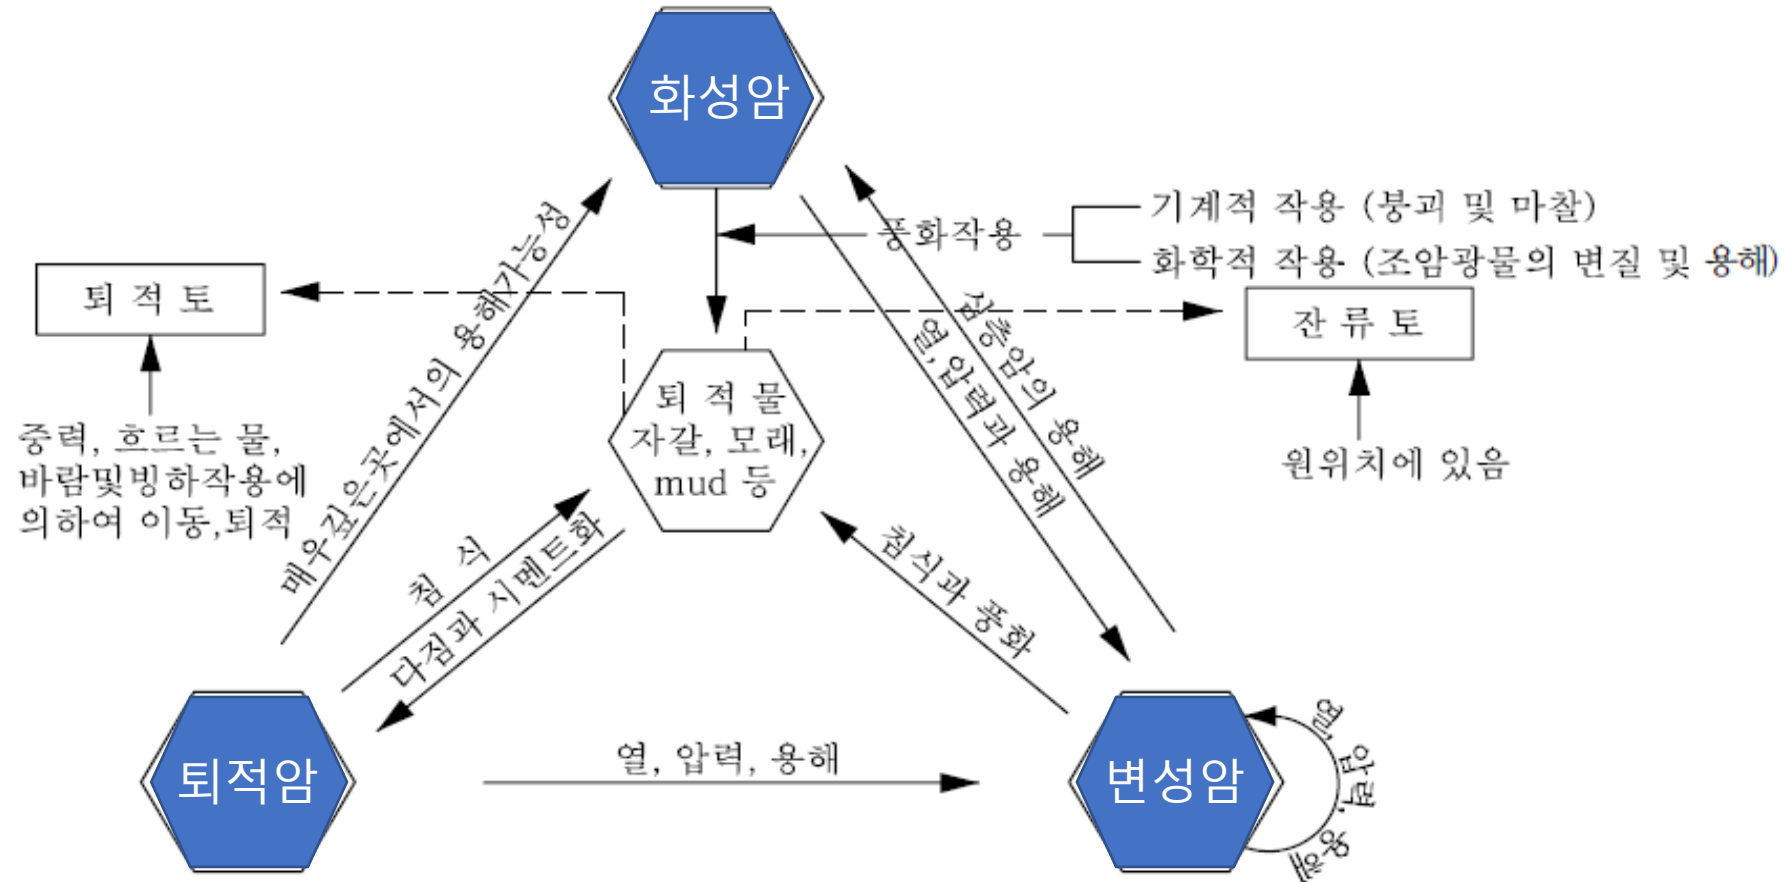 화성암
기계적 작용 (붕괴 및 마찰)
풍화작용
화학적 작용 (조암광물의 변질 및 용해)
퇴 적 토
잔 류 토
매우깊은곳에서의 용해가능성
심층암의 용해
열,압력과 용해
퇴 적 물
자갈, 모래,
mud 등
중력, 흐르는 물,
바람및빙하작용에
의하여 이동,퇴적
원위치에 있음
침 식
다짐과 시멘트화
침식과 풍화
퇴적암
열, 압력, 용해
변성암
열, 압력, 용해